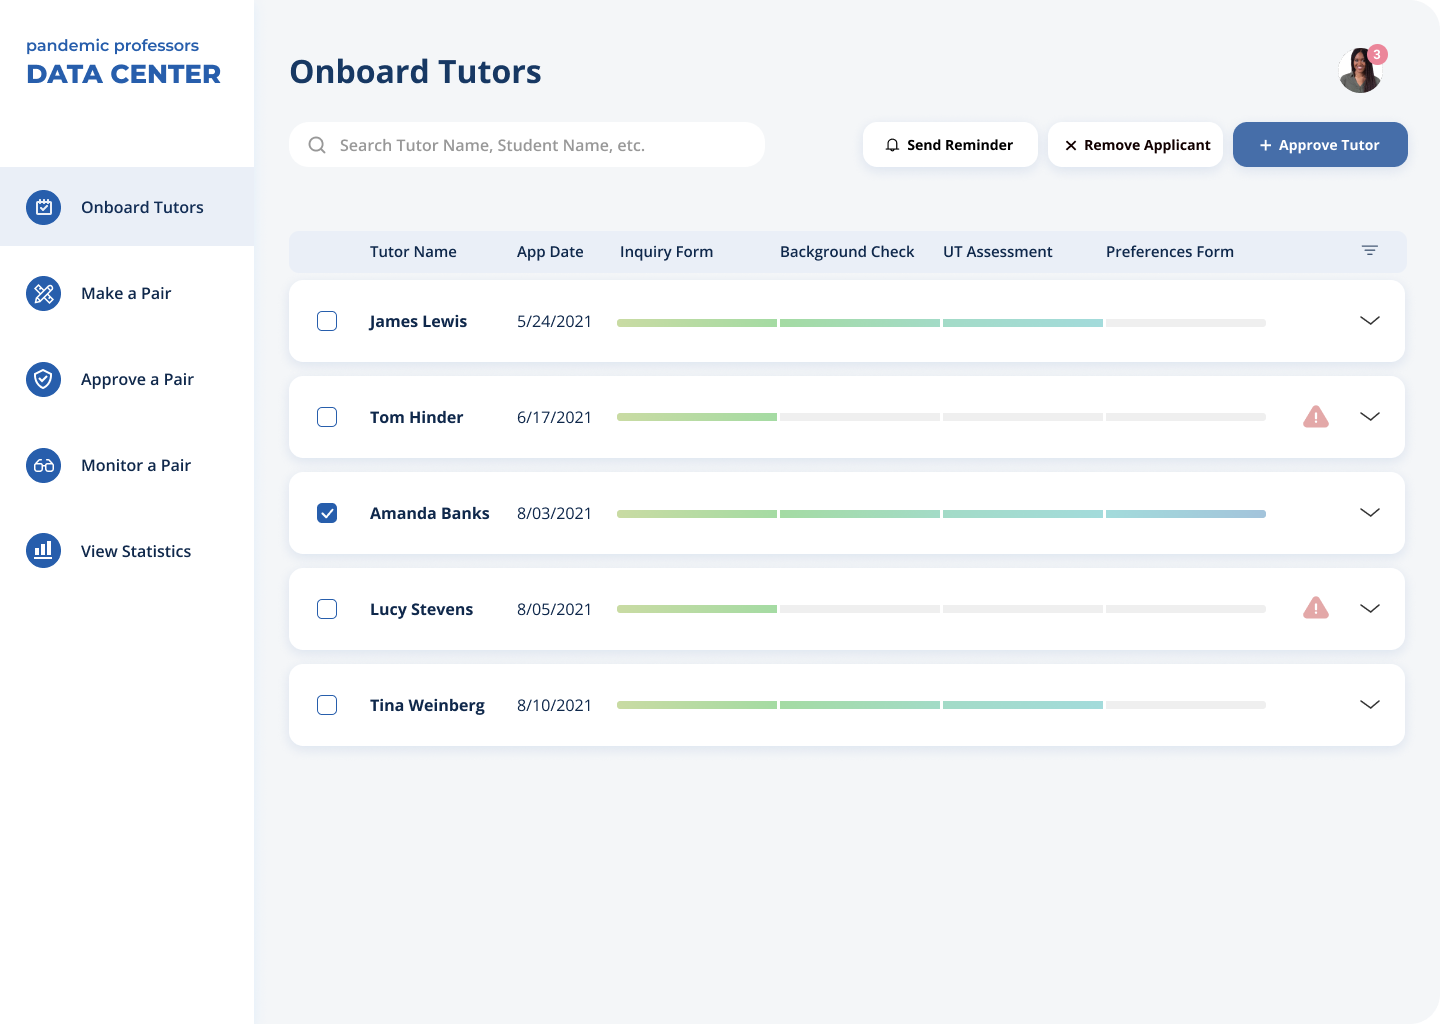 pandemic professors
DATA CENTER
Onboard Tutors
Make a Pair
Approve a Pair
Monitor a Pair
View Statistics
Onboard Tutors
3
Search Tutor Name, Student Name, etc.
Send Reminder
Remove Applicant
Approve Tutor
Tutor Name App Date Inquiry Form Background Check UT Assessment Preferences Form
James Lewis 5/24/2021
Tom Hinder 6/17/2021
Amanda Banks 8/03/2021
Lucy Stevens 8/05/2021
Tina Weinberg 8/10/2021